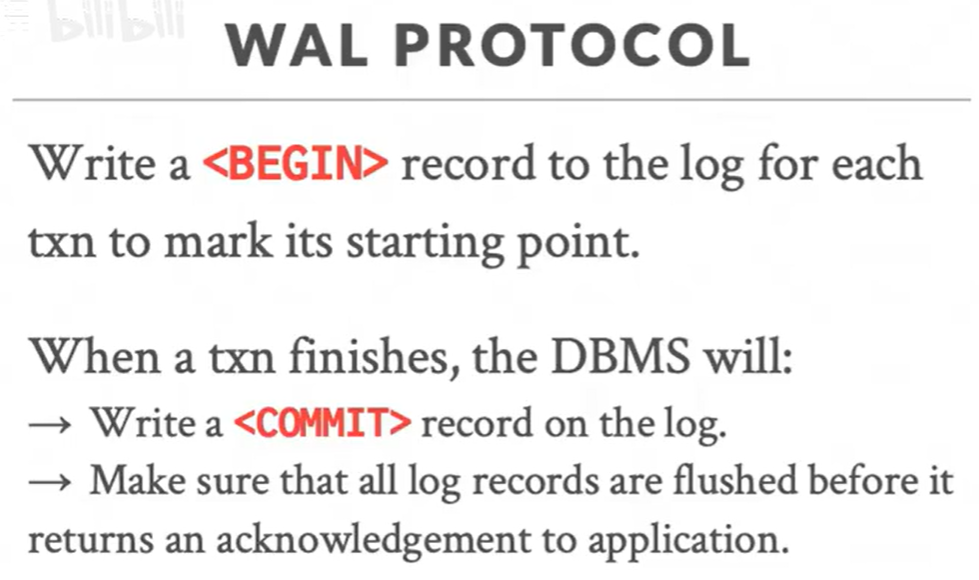 bilibili
WAL PROTOCOL
Write a <BEGIN> record to the log for each
txn to mark its starting point.
When a txn finishes, the DBMS will:
→ Write a <COMMIT> record on the log.
→ Make sure that all log records are flushed before it
returns an acknowledgement to application.